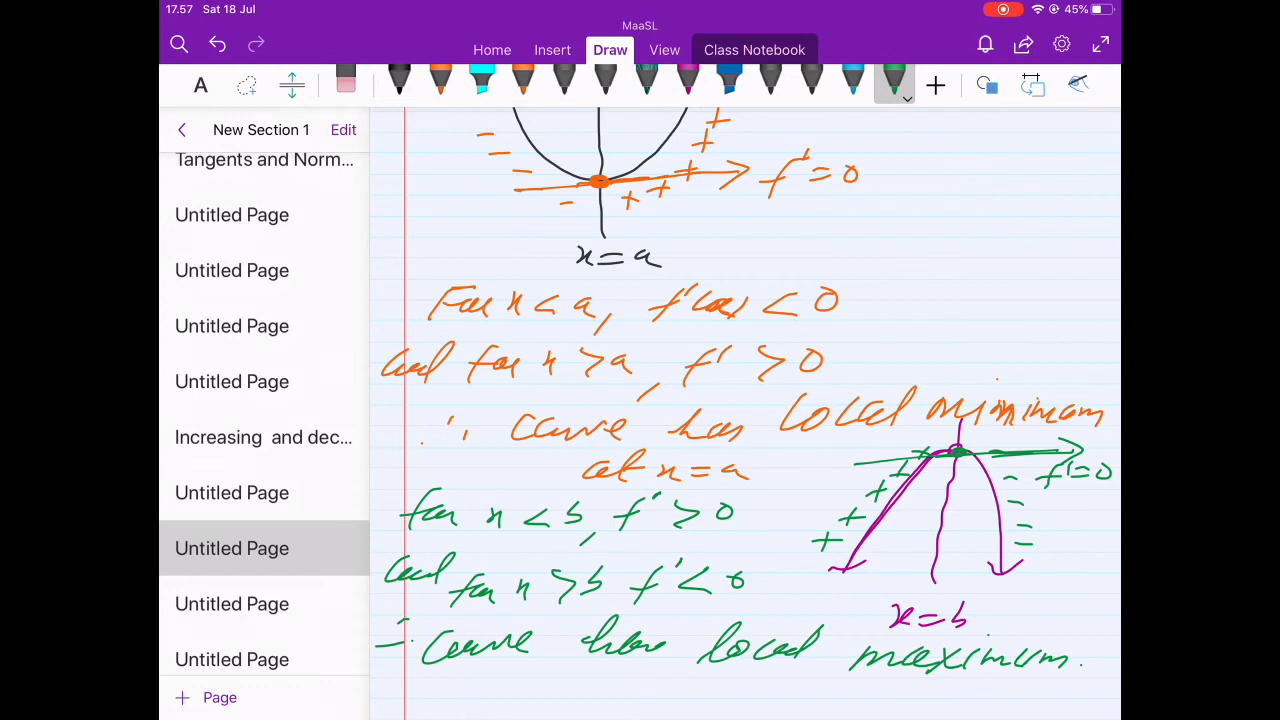 17.57 Sat 18 Jul
45%
MaaSL
Home Insert Draw View Class Notebook
A
New Section 1 Edit
Tangents and Norm...
Untitled Page
Untitled Page
Untitled Page
Untitled Page
Increasing and dec...
Untitled Page
Untitled Page
Untitled Page
Untitled Page
+ Page
- - - - + + + + +
f' = 0
x = a
For x < a, f'(x) < 0
and for x > a, f' > 0
∴ curve has local minimum
at x = a
for x < b, f' > 0
and for x > b f' < 0
∴ curve has local maximum.
+ + + + +
f' = 0
- - - -
x = b